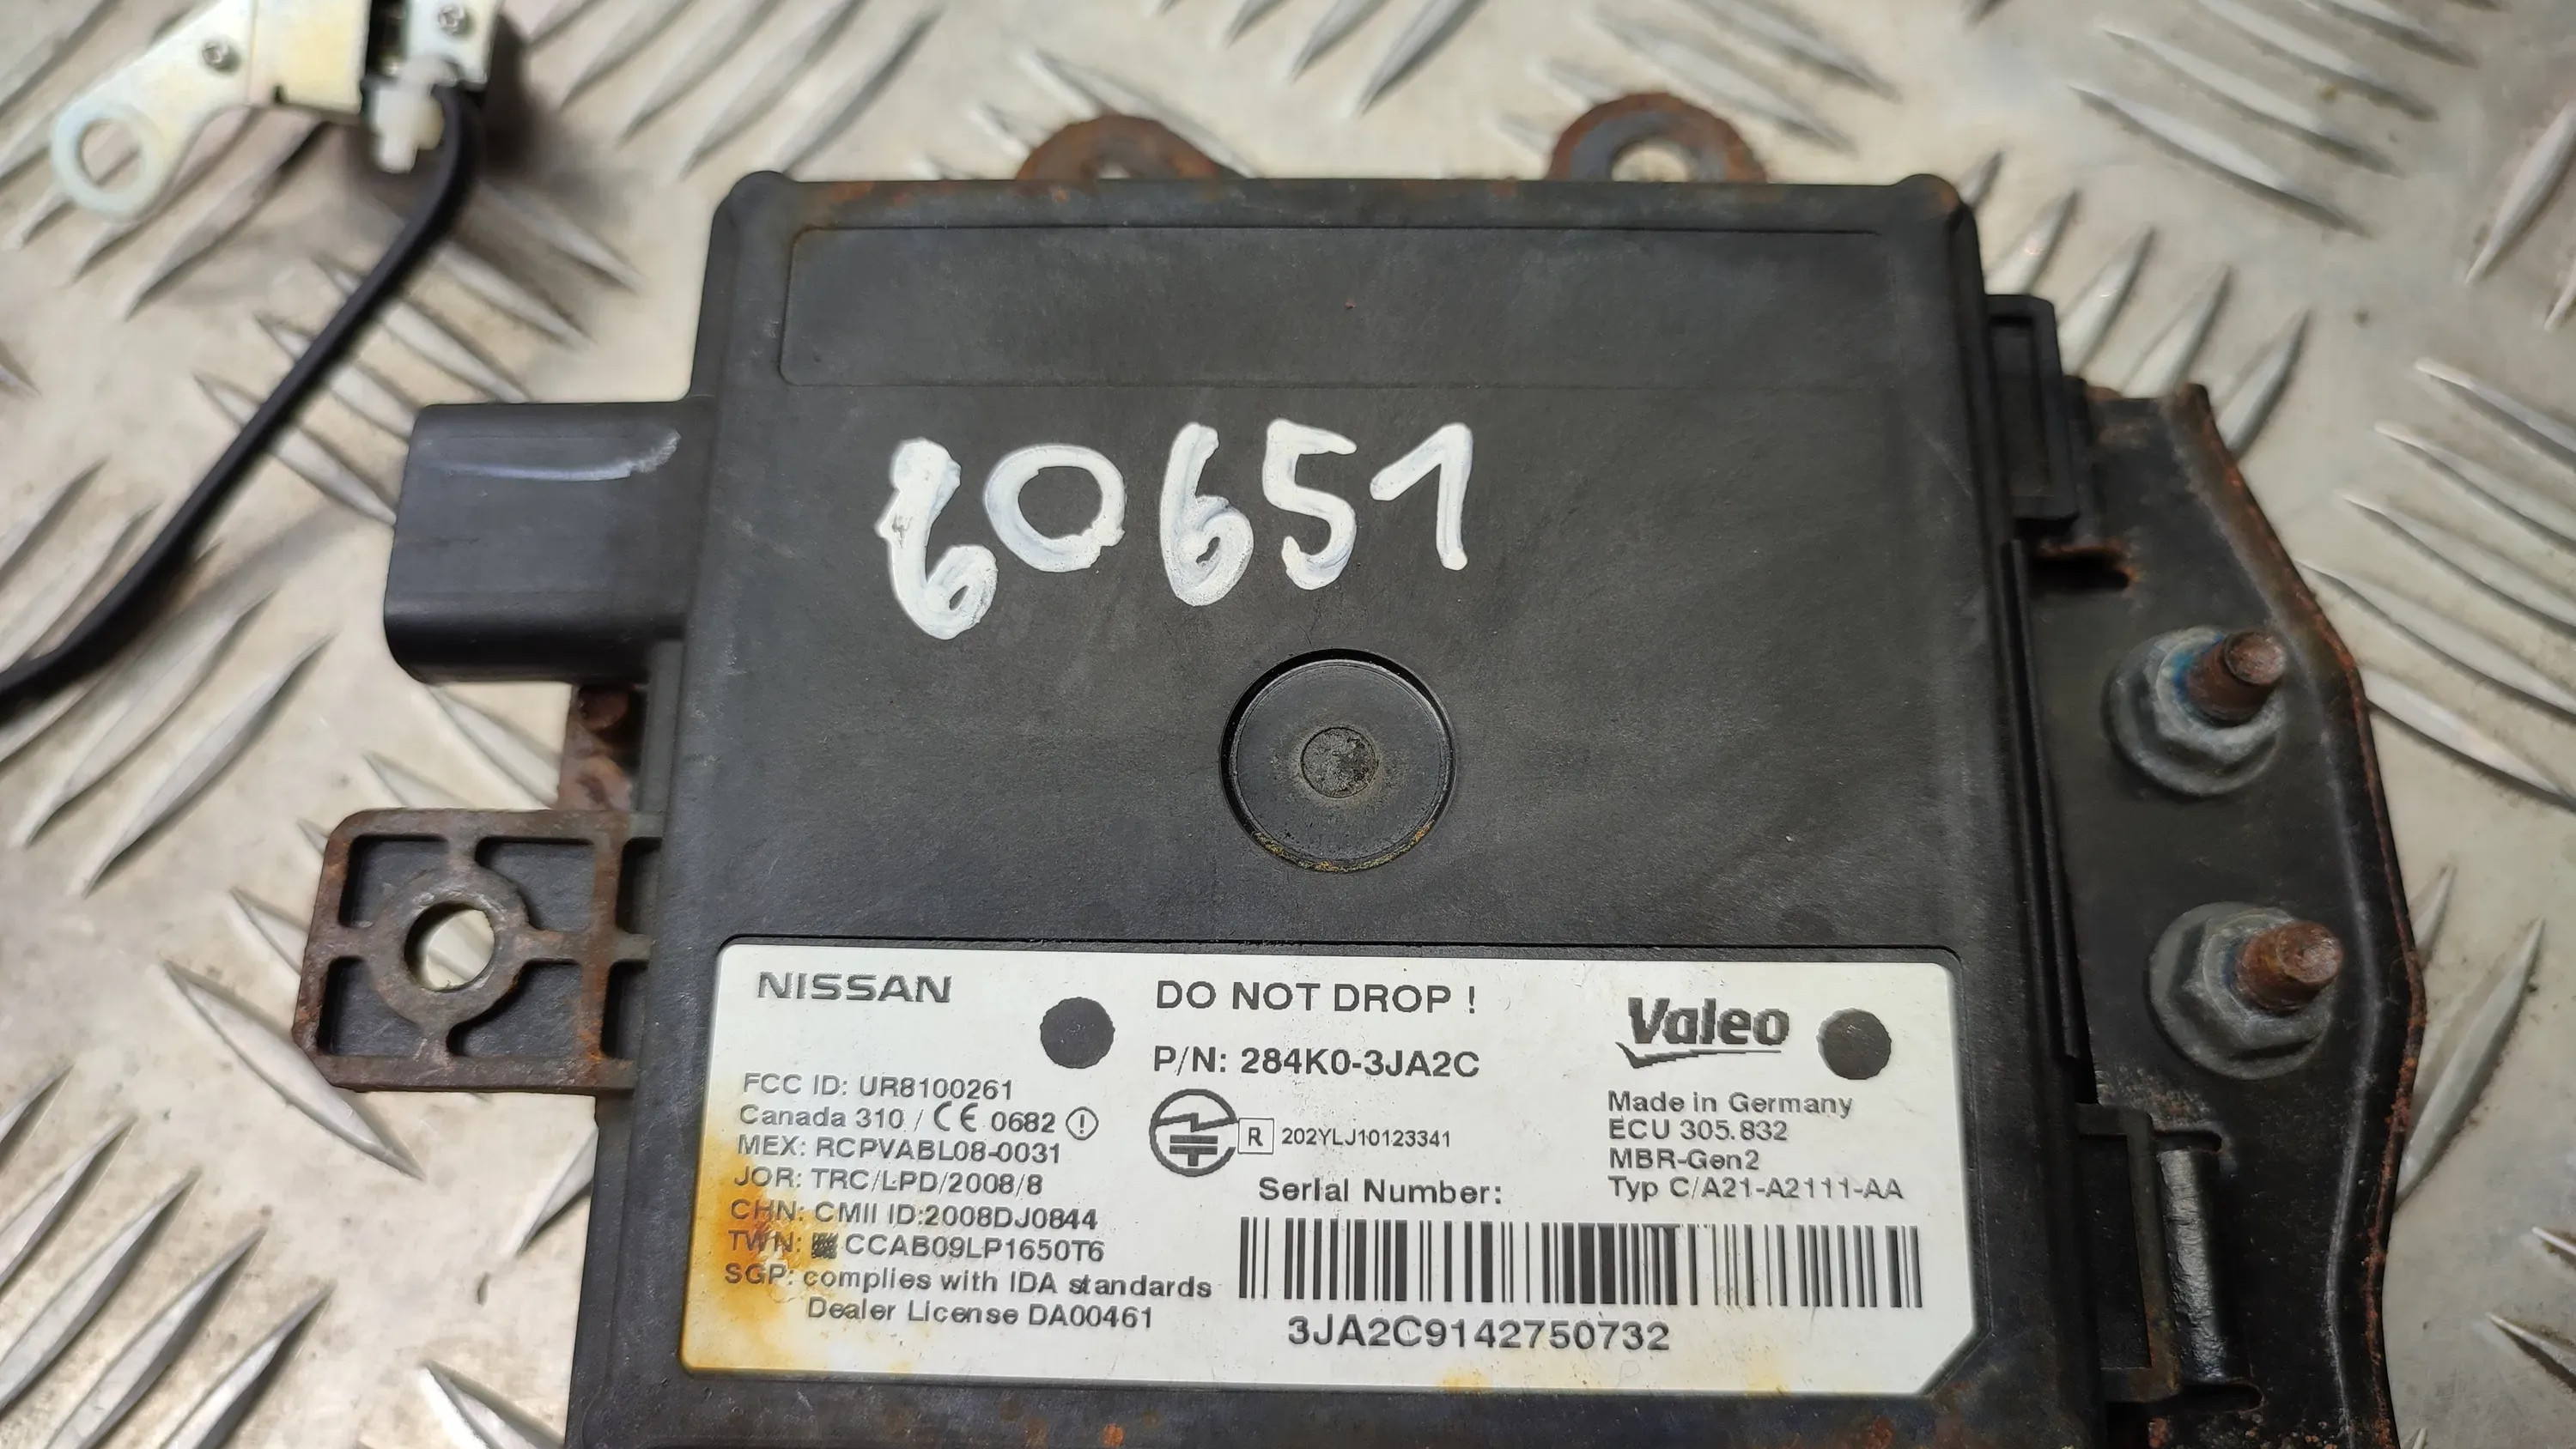 60651
NISSAN
DO NOT DROP !
Valeo
P/N: 284K0-3JA2C
FCC ID: UR8100261
Canada 310 / CE 0682
MEX: RCPVABL08-0031
JOR: TRC/LPD/2008/8
CHN: CMII ID:2008DJ0844
TWN: CCAB09LP1650T6
SGP: complies with IDA standards
Dealer License DA00461
R 202YLJ10123341
Made in Germany
ECU 305.832
MBR-Gen2
Typ C/A21-A2111-AA
Serial Number:
3JA2C9142750732